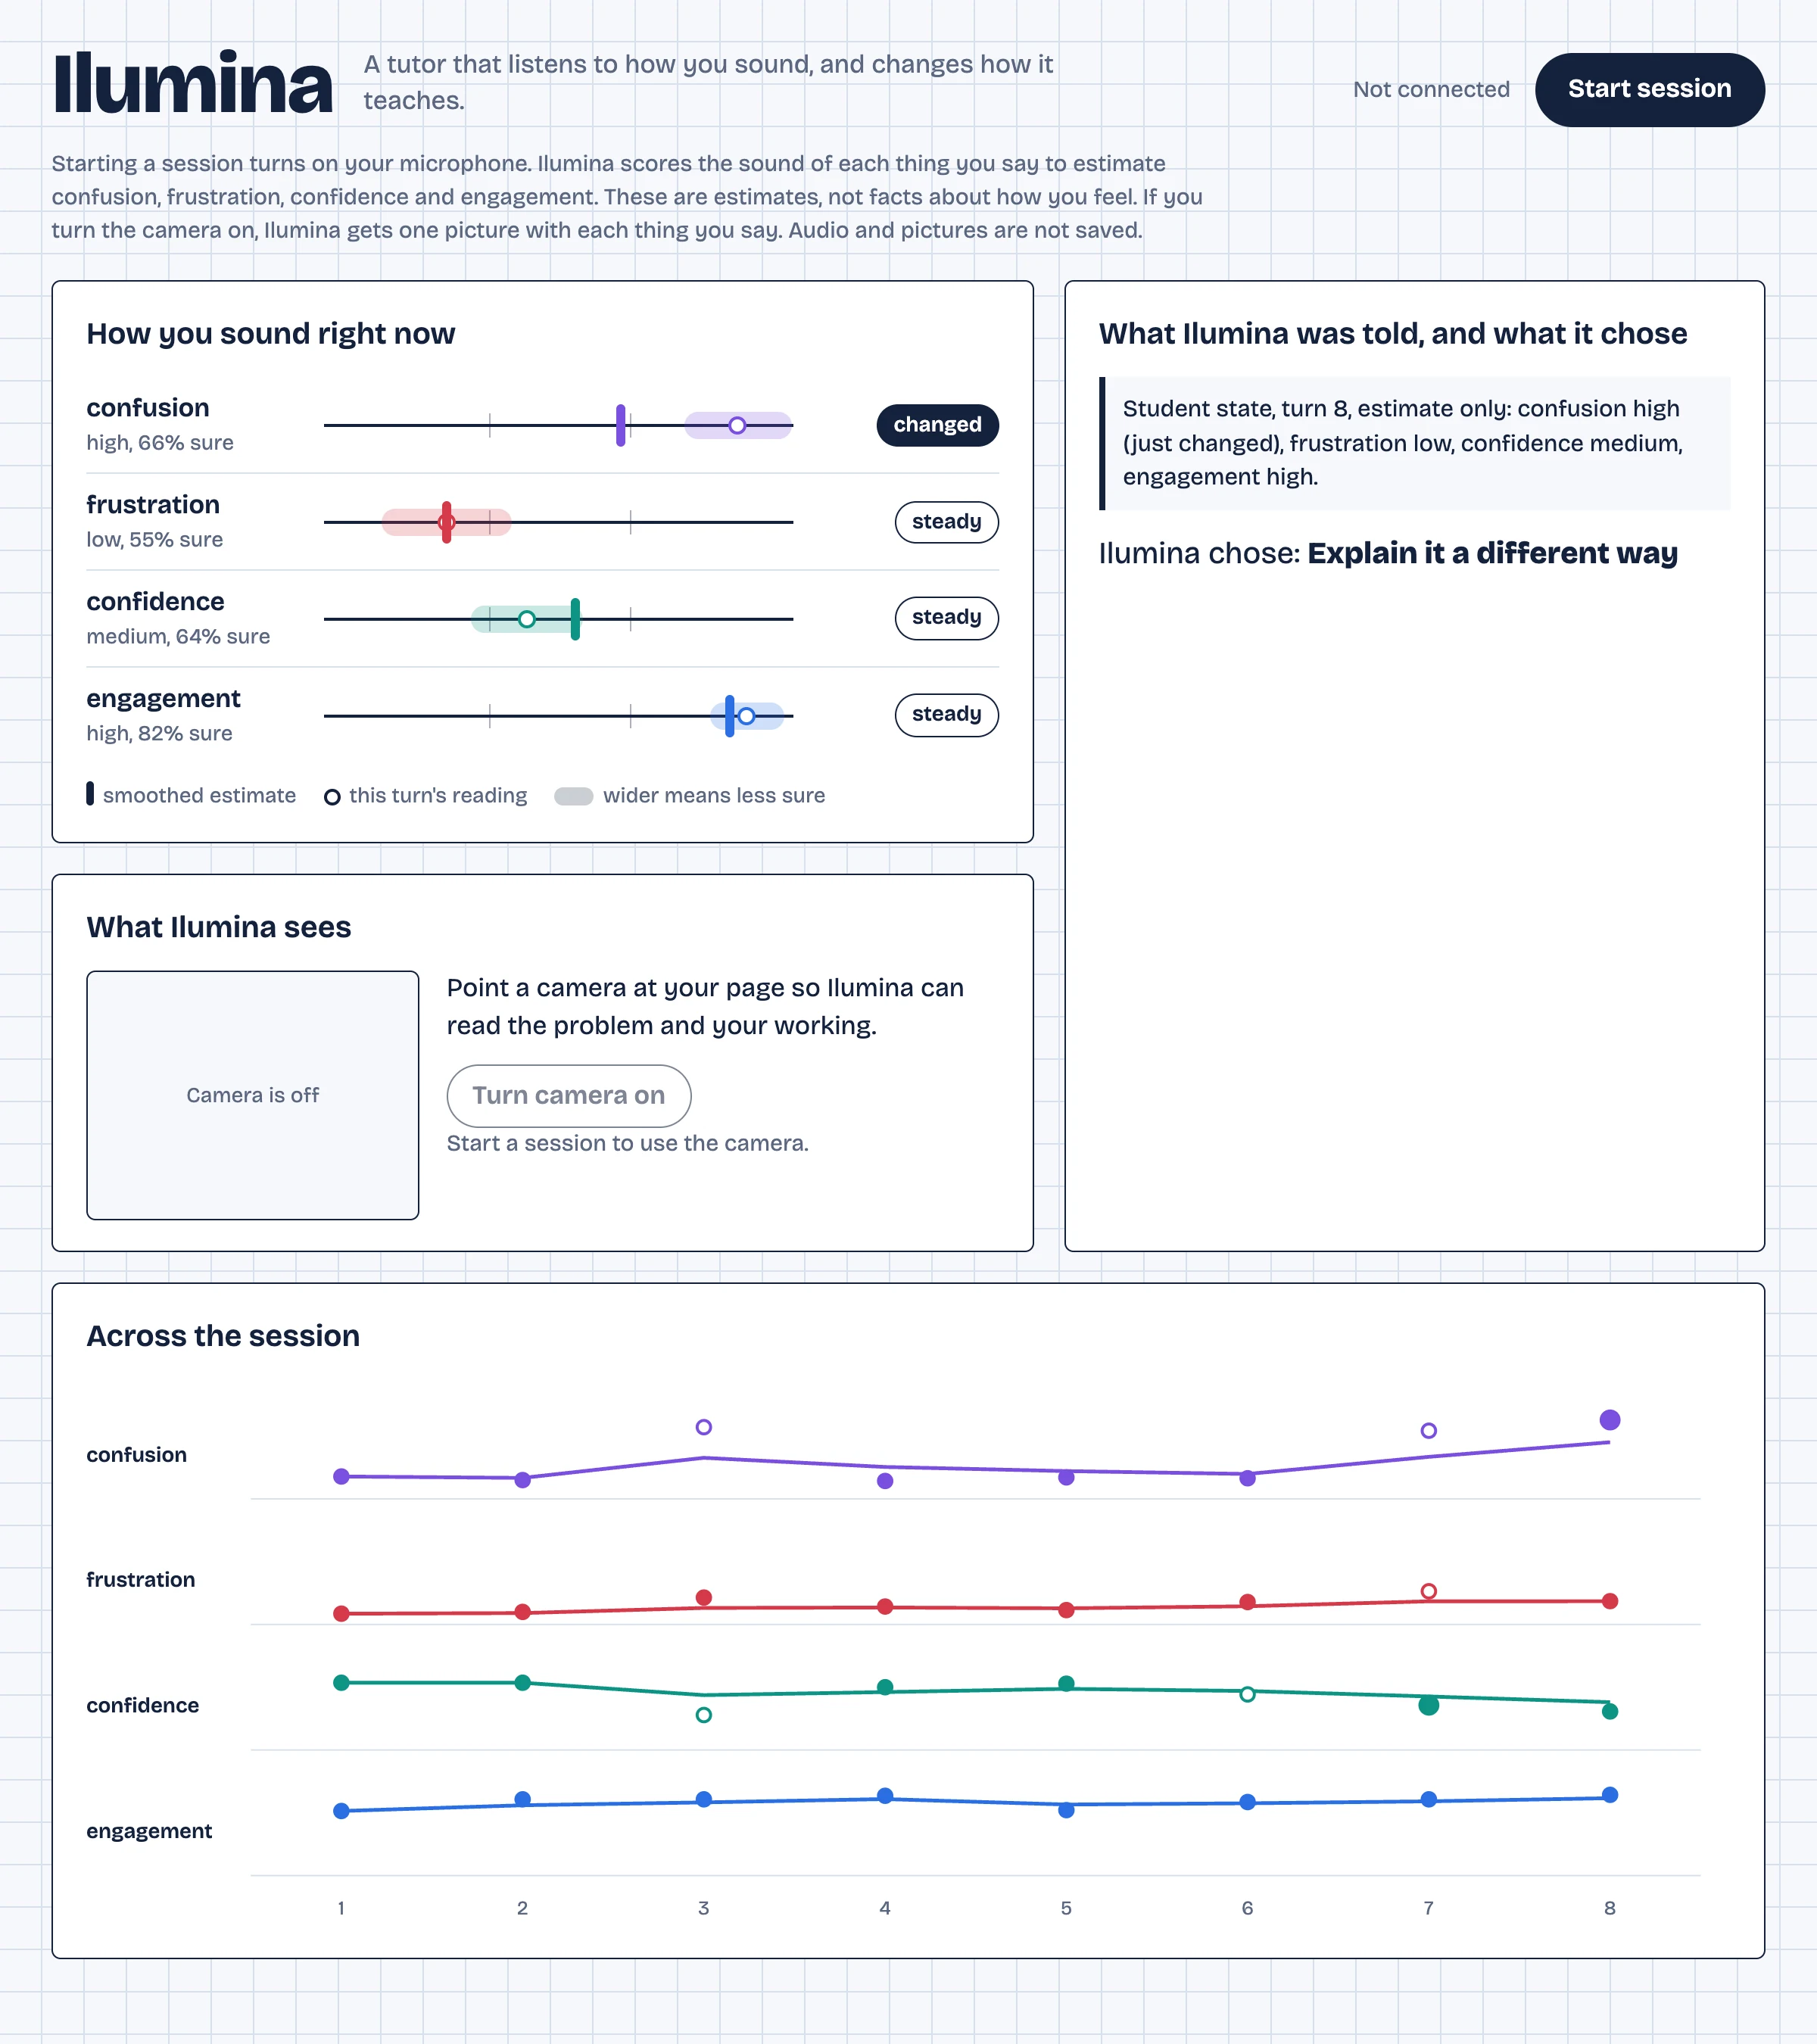 Ilumina
A tutor that listens to how you sound, and changes how it
teaches.
Not connected
Start session
Starting a session turns on your microphone. Ilumina scores the sound of each thing you say to estimate
confusion, frustration, confidence and engagement. These are estimates, not facts about how you feel. If you
turn the camera on, Ilumina gets one picture with each thing you say. Audio and pictures are not saved.
How you sound right now
confusion
high, 66% sure
changed
frustration
low, 55% sure
steady
confidence
medium, 64% sure
steady
engagement
high, 82% sure
steady
smoothed estimate
this turn's reading
wider means less sure
What Ilumina was told, and what it chose
Student state, turn 8, estimate only: confusion high
(just changed), frustration low, confidence medium,
engagement high.
Ilumina chose: Explain it a different way
What Ilumina sees
Camera is off
Point a camera at your page so Ilumina can
read the problem and your working.
Turn camera on
Start a session to use the camera.
Across the session
confusion
frustration
confidence
engagement
1 2 3 4 5 6 7 8